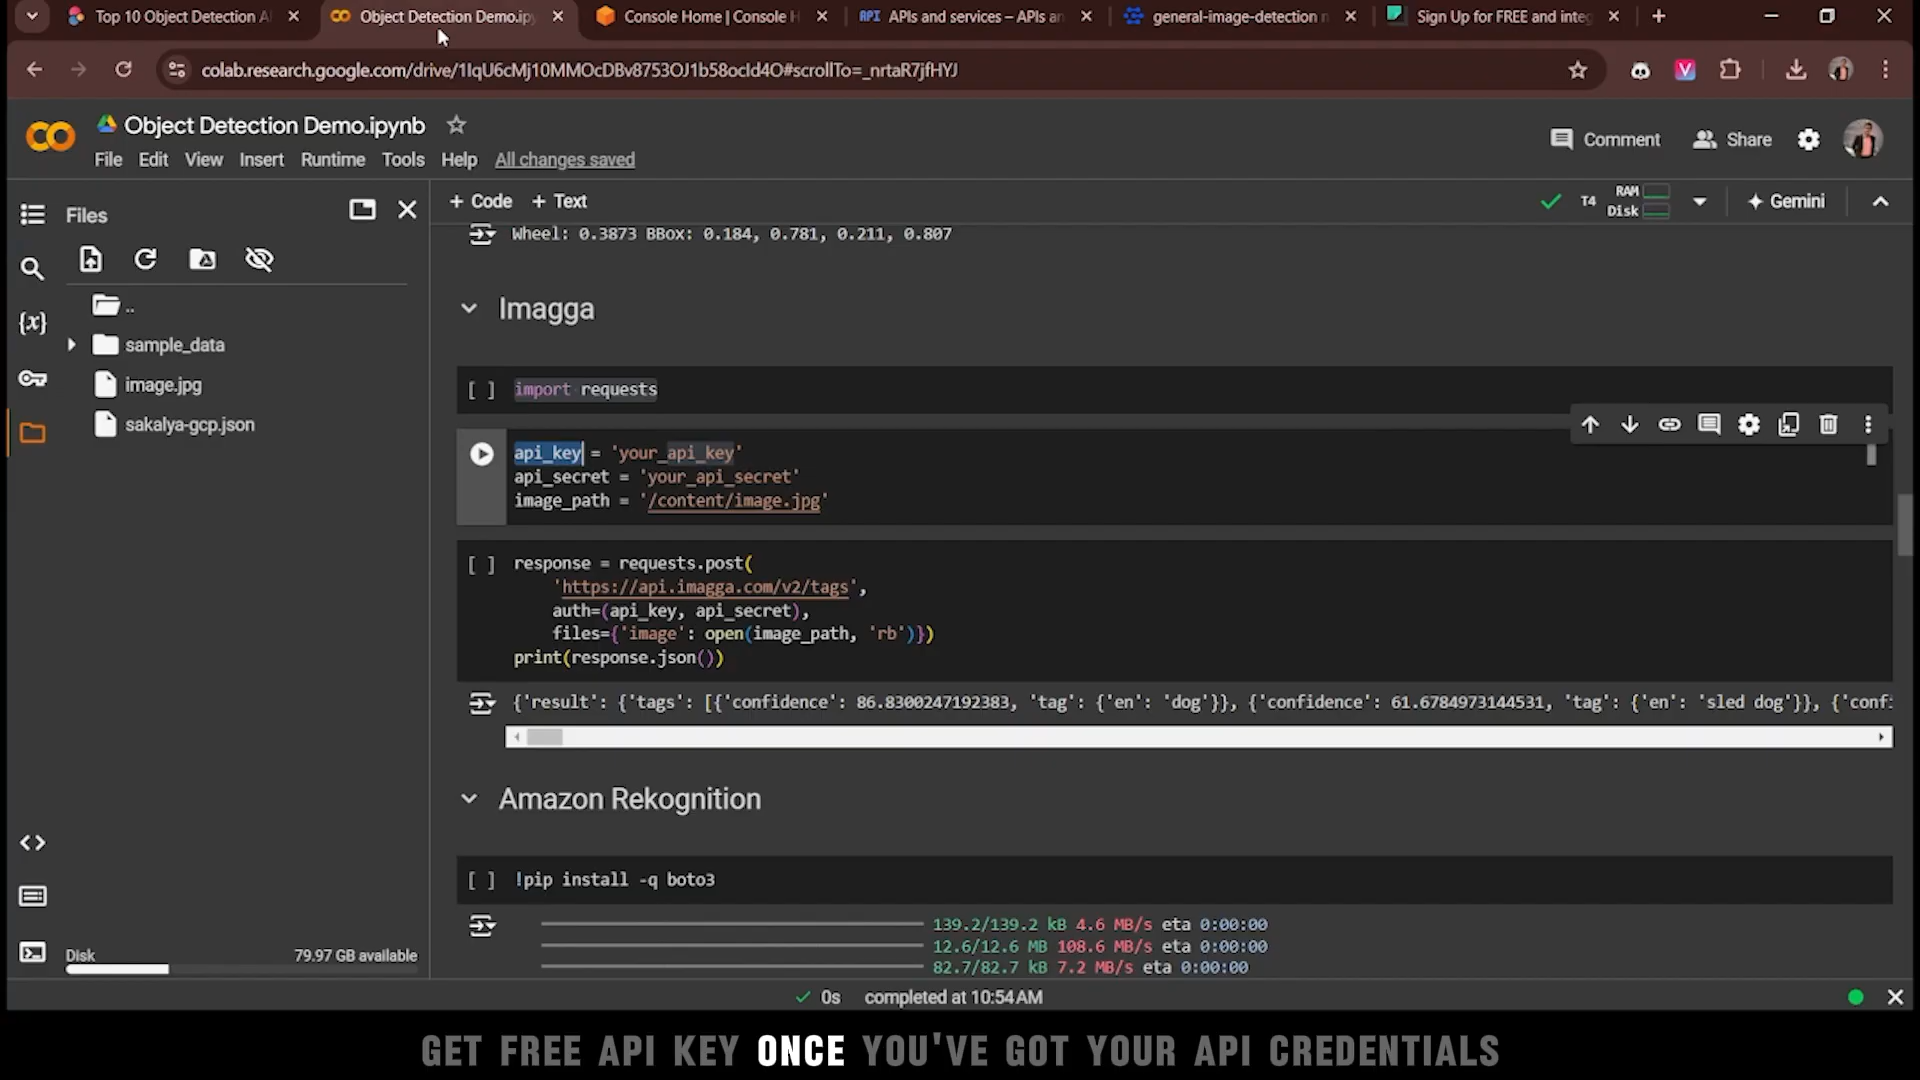 Top 10 Object Detection A
Object Detection Demo.ipy
Console Home | Console H
API APIs and services – APIs a
general-image-detection
Sign Up for FREE and inte
colab.research.google.com/drive/1IqU6cMj10MMOcDBv8753OJ1b58ocId4O#scrollTo=_nrtaR7jfHYJ
Object Detection Demo.ipynb
Comment
Share
File Edit View Insert Runtime Tools Help All changes saved
Files
+ Code + Text
T4
RAM
Disk
Gemini
..
sample_data
image.jpg
sakalya-gcp.json
Disk
79.97 GB available
Wheel: 0.3873 BBox: 0.184, 0.781, 0.211, 0.807
Imagga
[ ] import requests
api_key = 'your_api_key'
api_secret = 'your_api_secret'
image_path = '/content/image.jpg'
[ ] response = requests.post(
'https://api.imagga.com/v2/tags',
auth=(api_key, api_secret),
files={'image': open(image_path, 'rb')})
print(response.json())
{'result': {'tags': [{'confidence': 86.8300247192383, 'tag': {'en': 'dog'}}, {'confidence': 61.6784973144531, 'tag': {'en': 'sled dog'}}, {'conf
Amazon Rekognition
[ ] !pip install -q boto3
139.2/139.2 kB 4.6 MB/s eta 0:00:00
12.6/12.6 MB 108.6 MB/s eta 0:00:00
82.7/82.7 kB 7.2 MB/s eta 0:00:00
0s completed at 10:54 AM
GET FREE API KEY ONCE YOU'VE GOT YOUR API CREDENTIALS